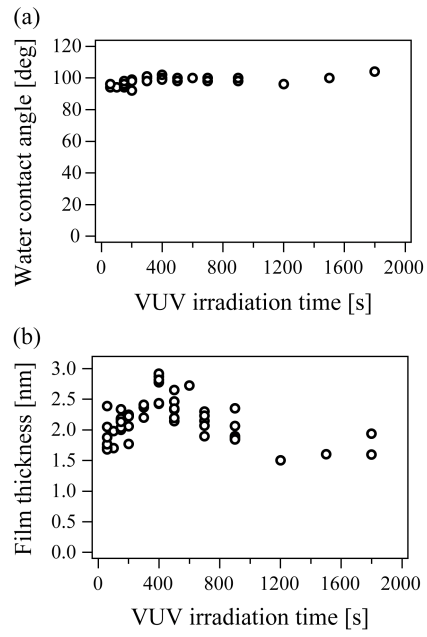 (a)
Water contact angle [deg]
120
100
80
60
40
20
0
0 400 800 1200 1600 2000
VUV irradiation time [s]
(b)
Film thickness [nm]
3.0
2.5
2.0
1.5
1.0
0.5
0.0
0 400 800 1200 1600 2000
VUV irradiation time [s]